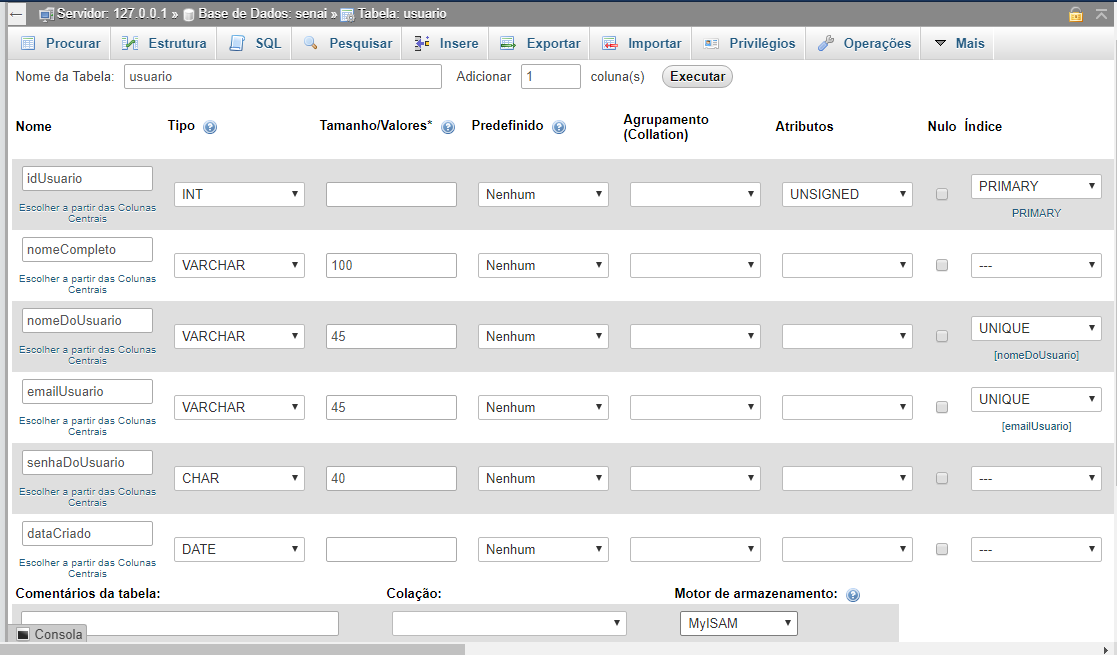 Servidor: 127.0.0.1 » Base de Dados: senai » Tabela: usuario
Procurar Estrutura SQL Pesquisar Insere Exportar Importar Privilégios Operações Mais
Nome da Tabela: usuario Adicionar 1 coluna(s) Executar
Nome Tipo Tamanho/Valores* Predefinido Agrupamento (Collation) Atributos Nulo Índice
idUsuario INT Nenhum UNSIGNED PRIMARY
Escolher a partir das Colunas Centrais PRIMARY
nomeCompleto VARCHAR 100 Nenhum ---
Escolher a partir das Colunas Centrais
nomeDoUsuario VARCHAR 45 Nenhum UNIQUE
Escolher a partir das Colunas Centrais [nomeDoUsuario]
emailUsuario VARCHAR 45 Nenhum UNIQUE
Escolher a partir das Colunas Centrais [emailUsuario]
senhaDoUsuario CHAR 40 Nenhum ---
Escolher a partir das Colunas Centrais
dataCriado DATE Nenhum ---
Escolher a partir das Colunas Centrais
Comentários da tabela: Colação: Motor de armazenamento:
MyISAM
Consola